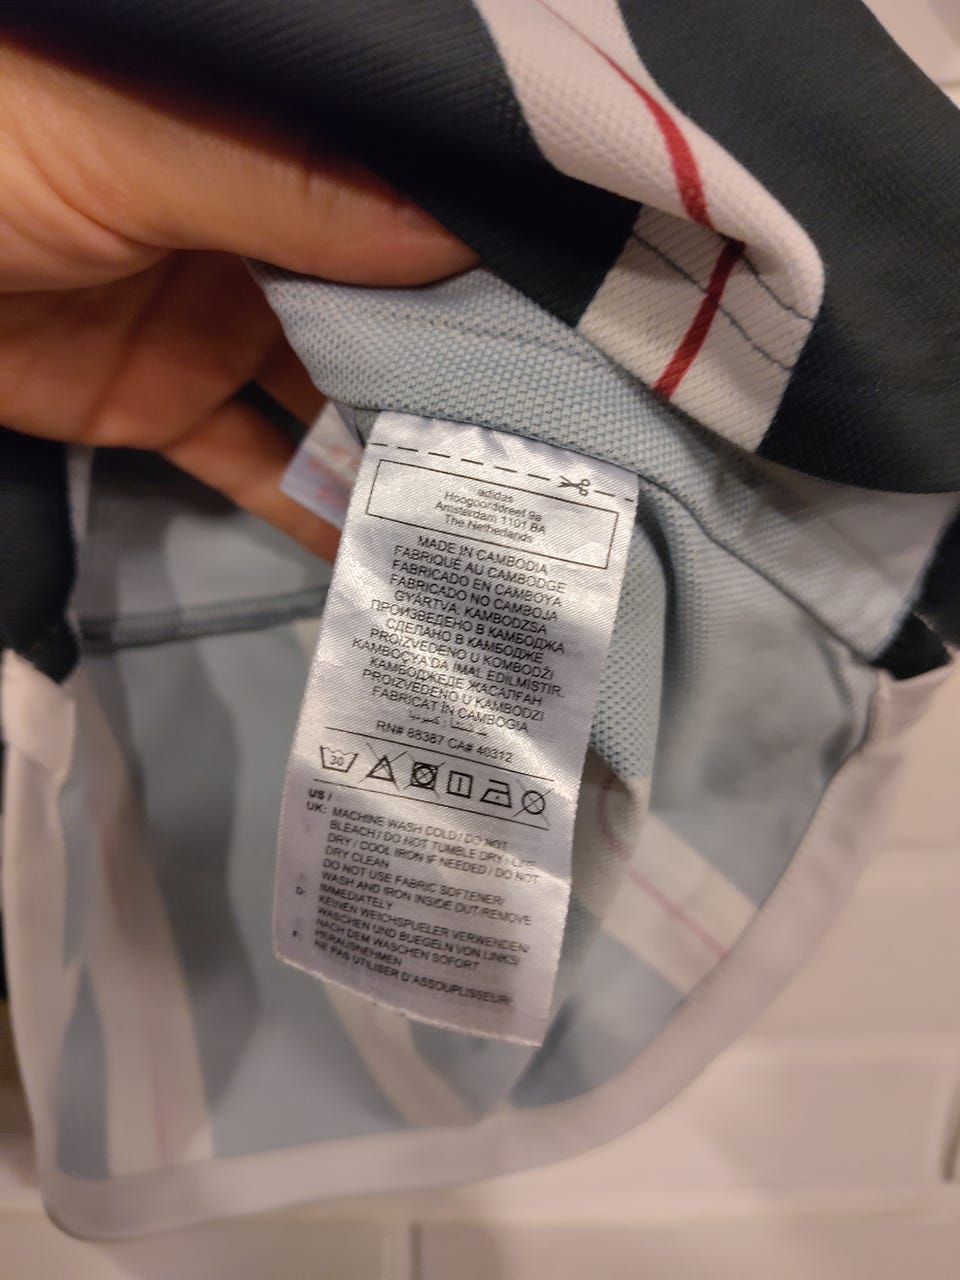 adidas
Hoogoorddreef 9a
Amsterdam 1101 BA
The Netherlands
MADE IN CAMBODIA
FABRIQUÉ AU CAMBODGE
FABRICADO EN CAMBOYA
FABRICADO NO CAMBOJA
GYÁRTVA: KAMBODZSA
ПРОИЗВЕДЕНО В КАМБОДЖА
СДЕЛАНО В КАМБОДЖЕ
PROIZVEDENO U KOMBODŽI
KAMBOÇYA'DA İMAL EDİLMİŞTİR.
КАМБОДЖЕДЕ ЖАСАЛҒАН
PROIZVEDENO U KAMBODZI
FABRICAT ÎN CAMBOGIA
RN# 88387 CA# 40312
30
US /
UK: MACHINE WASH COLD / DO NOT
BLEACH / DO NOT TUMBLE DRY / LINE
DRY / COOL IRON IF NEEDED / DO NOT
DRY CLEAN
DO NOT USE FABRIC SOFTENER/
WASH AND IRON INSIDE OUT/REMOVE
IMMEDIATELY
D: KEINEN WEICHSPUELER VERWENDEN/
WASCHEN UND BUEGELN VON LINKS/
NACH DEM WASCHEN SOFORT
HERAUSNEHMEN
F: NE PAS UTILISER D'ASSOUPLISSEUR/